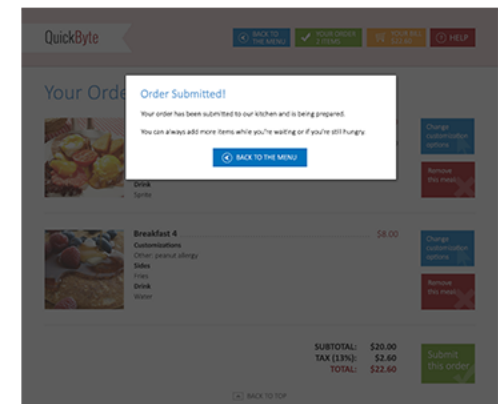 QuickByte
BACK TO THE MENU
YOUR ORDER 2 ITEMS
YOUR BILL
HELP
Your Orde
Order Submitted!
Your order has been submitted to our kitchen and is being prepared.
You can always add more items while you're waiting or if you're still hungry.
BACK TO THE MENU
Change
customization
options
Remove
this meal
Drink
Sprite
Breakfast 4
$8.00
Customizations
Other: peanut allergy
Sides
Fries
Drink
Water
Change
customization
options
Remove
this meal
SUBTOTAL: $20.00
TAX (13%): $2.60
TOTAL: $22.60
Submit
this order
BACK TO TOP